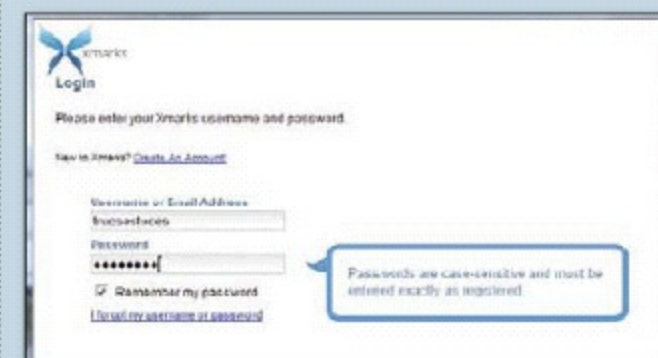 xmarks
Login
Please enter your Xmarks username and password.
New to Xmarks? Create An Account!
Username or Email Address
Password
Remember my password
I forgot my username or password
Passwords are case-sensitive and must be
entered exactly as registered